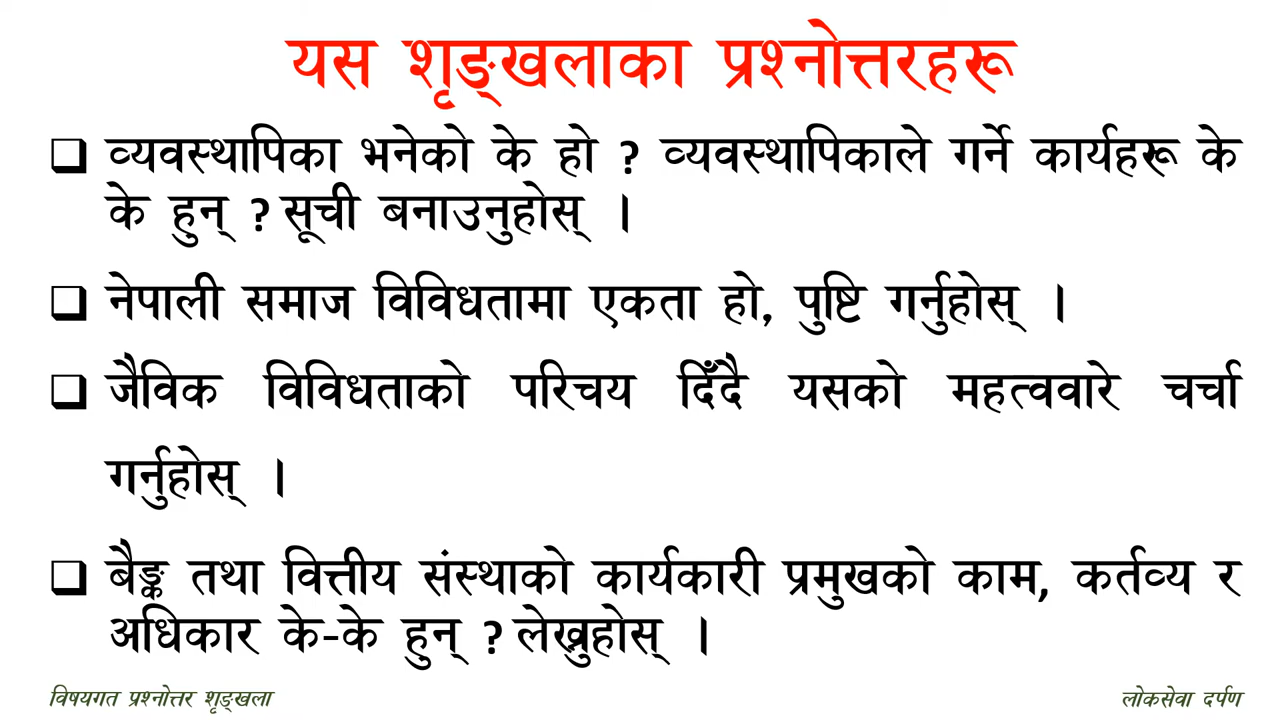 यस शृङ्खलाका प्रश्नोत्तरहरू
❑ व्यवस्थापिका भनेको के हो ? व्यवस्थापिकाले गर्ने कार्यहरू के
के हुन् ? सूची बनाउनुहोस् ।
❑ नेपाली समाज विविधतामा एकता हो, पुष्टि गर्नुहोस् ।
❑ जैविक विविधताको परिचय दिँदै यसको महत्ववारे चर्चा
गर्नुहोस् ।
❑ बैङ्क तथा वित्तीय संस्थाको कार्यकारी प्रमुखको काम, कर्तव्य र
अधिकार के-के हुन् ? लेख्नुहोस् ।
विषयगत प्रश्नोत्तर शृङ्खला
लोकसेवा दर्पण